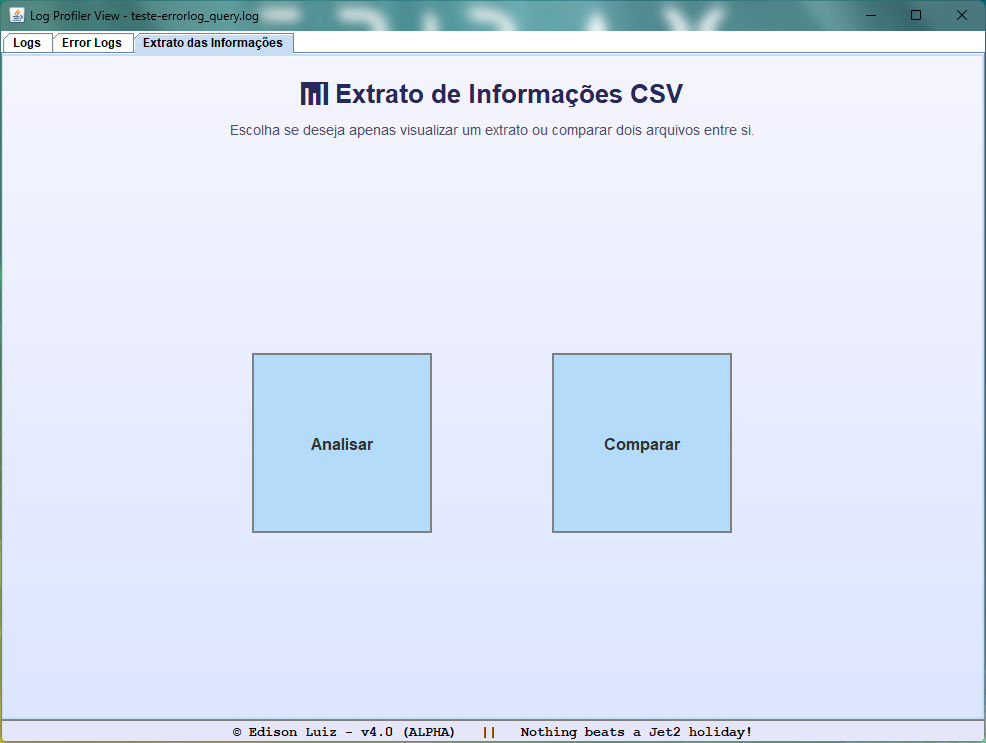 Log Profiler View - teste-errorlog_query.log
Logs
Error Logs
Extrato das Informações
Extrato de Informações CSV
Escolha se deseja apenas visualizar um extrato ou comparar dois arquivos entre si.
Analisar
Comparar
© Edison Luiz - v4.0 (ALPHA) || Nothing beats a Jet2 holiday!